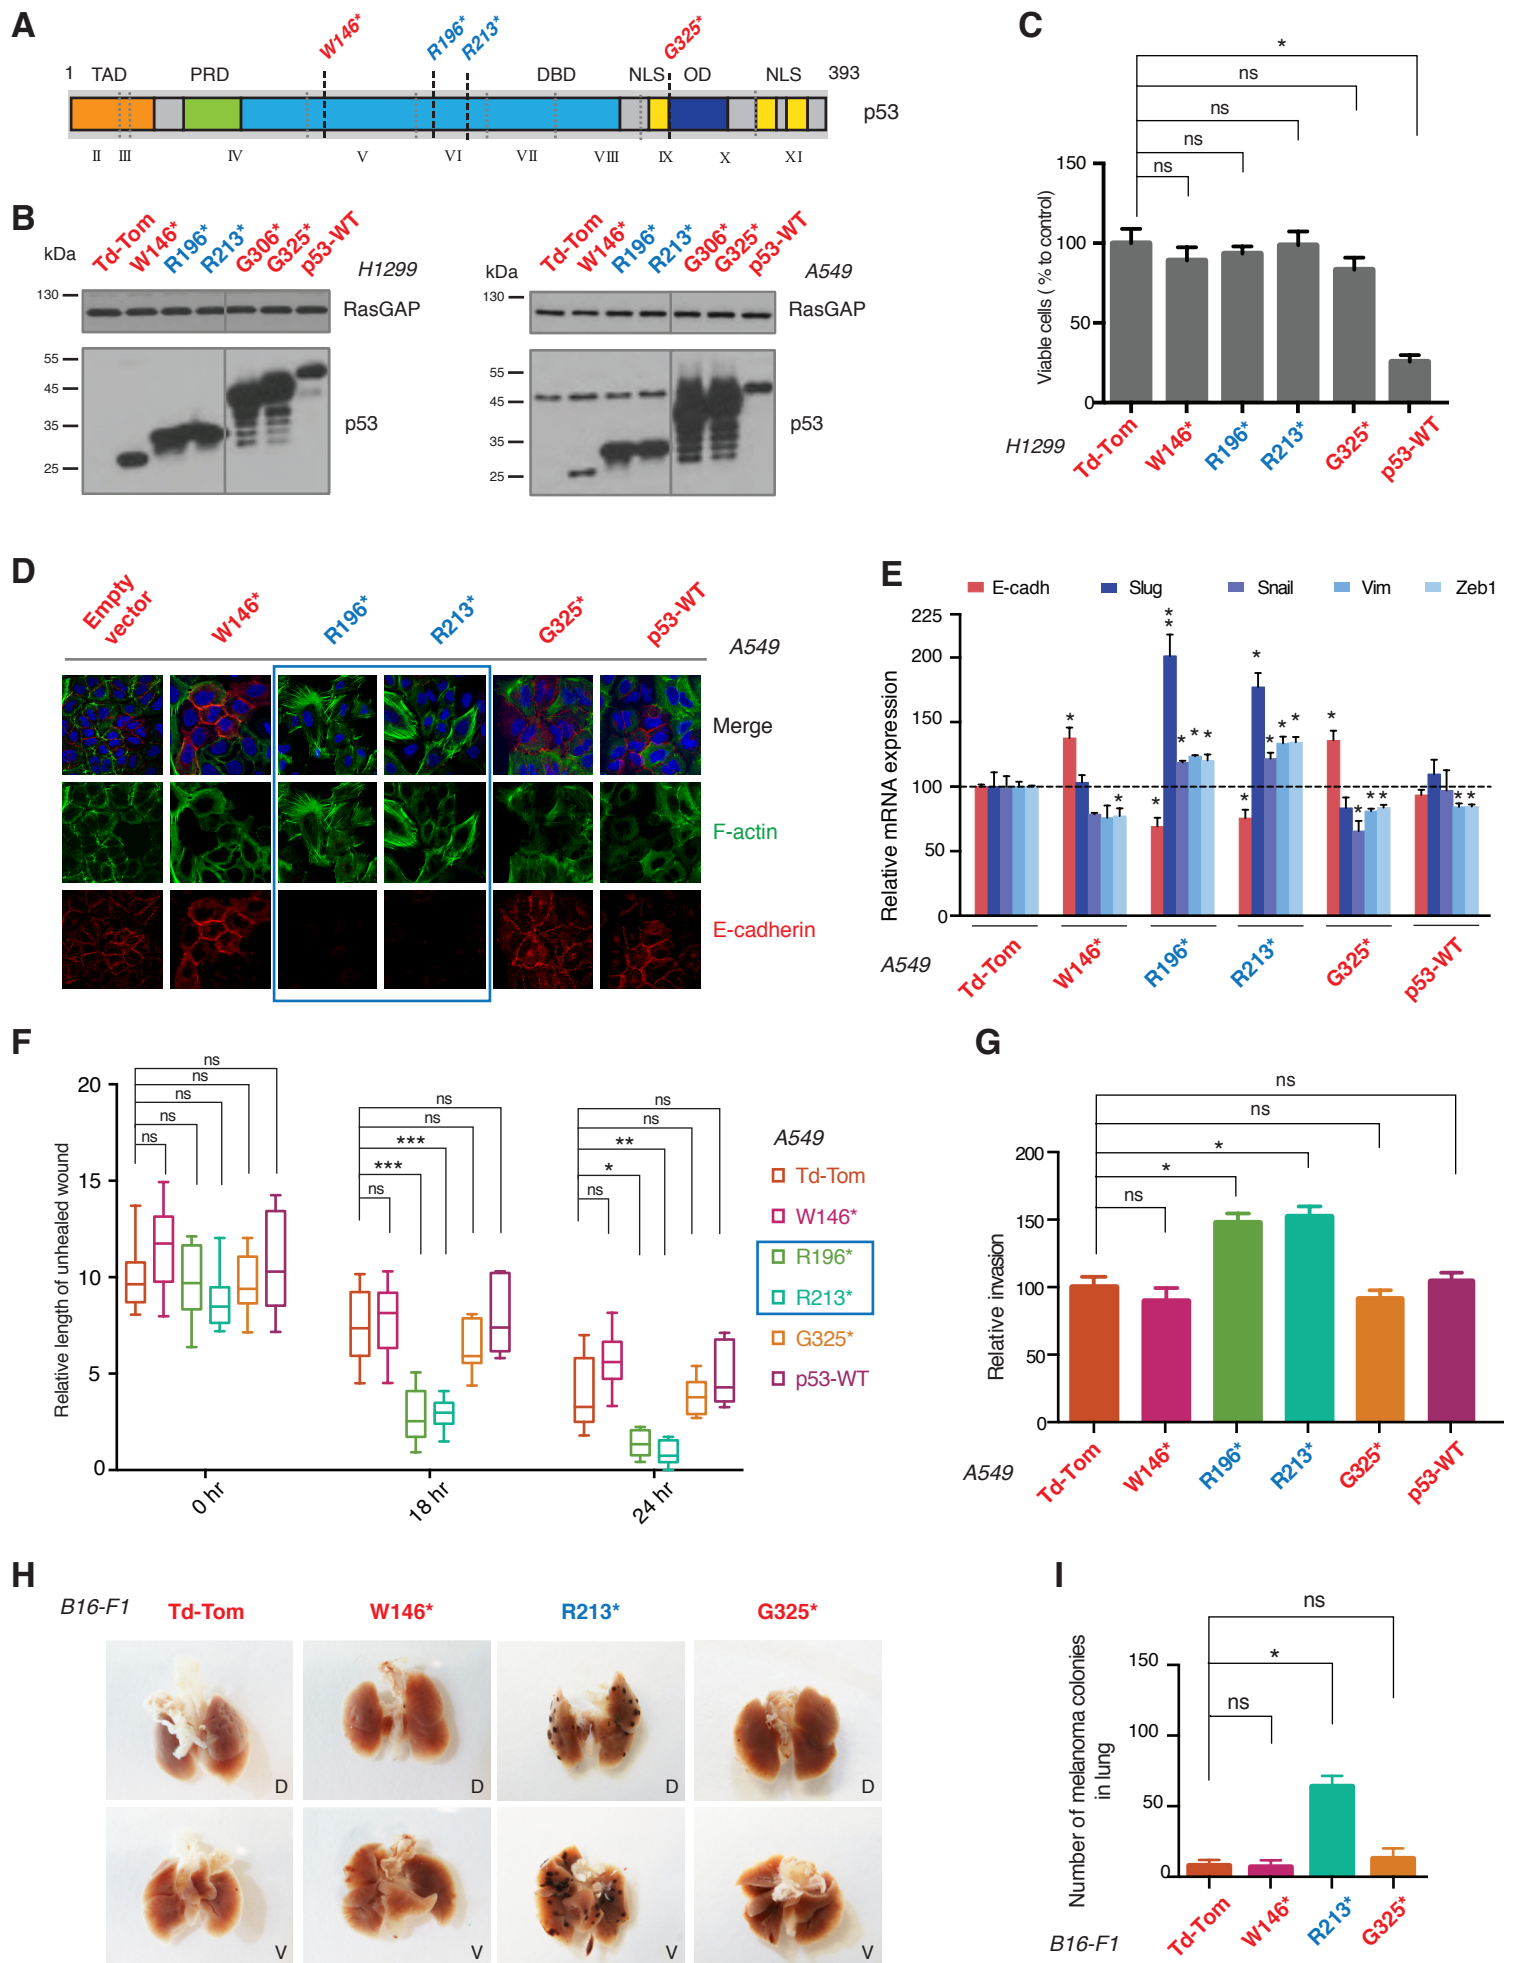 A
W146*
R196*
R213*
G325*
1 TAD PRD DBD NLS OD NLS 393
p53
II III IV V VI VII VIII IX X XI
B
kDa
Td-Tom W146* R196* R213* G306* G325* p53-WT
H1299
130
RasGAP
55
45
35
25
p53
kDa
Td-Tom W146* R196* R213* G306* G325* p53-WT
A549
130
RasGAP
55
45
35
25
p53
C
*
ns
ns
ns
ns
Viable cells ( % to control)
150
100
50
0
H1299
Td-Tom W146* R196* R213* G325* p53-WT
D
Empty vector W146* R196* R213* G325* p53-WT
A549
Merge
F-actin
E-cadherin
E
E-cadh Slug Snail Vim Zeb1
Relative mRNA expression
225
200
150
100
50
0
* * * * * * * * * * * * * * * * * * * *
A549
Td-Tom W146* R196* R213* G325* p53-WT
F
Relative length of unhealed wound
20
15
10
5
0
ns
ns
ns
ns
ns
ns
ns
***
***
ns
ns
ns
**
*
ns
0 hr 18 hr 24 hr
A549
Td-Tom
W146*
R196*
R213*
G325*
p53-WT
G
ns
ns
*
*
ns
Relative invasion
200
150
100
50
0
A549
Td-Tom W146* R196* R213* G325* p53-WT
H
B16-F1 Td-Tom W146* R213* G325*
D D D D
V V V V
I
ns
*
ns
Number of melanoma colonies
in lung
150
100
50
0
B16-F1
Td-Tom W146* R213* G325*